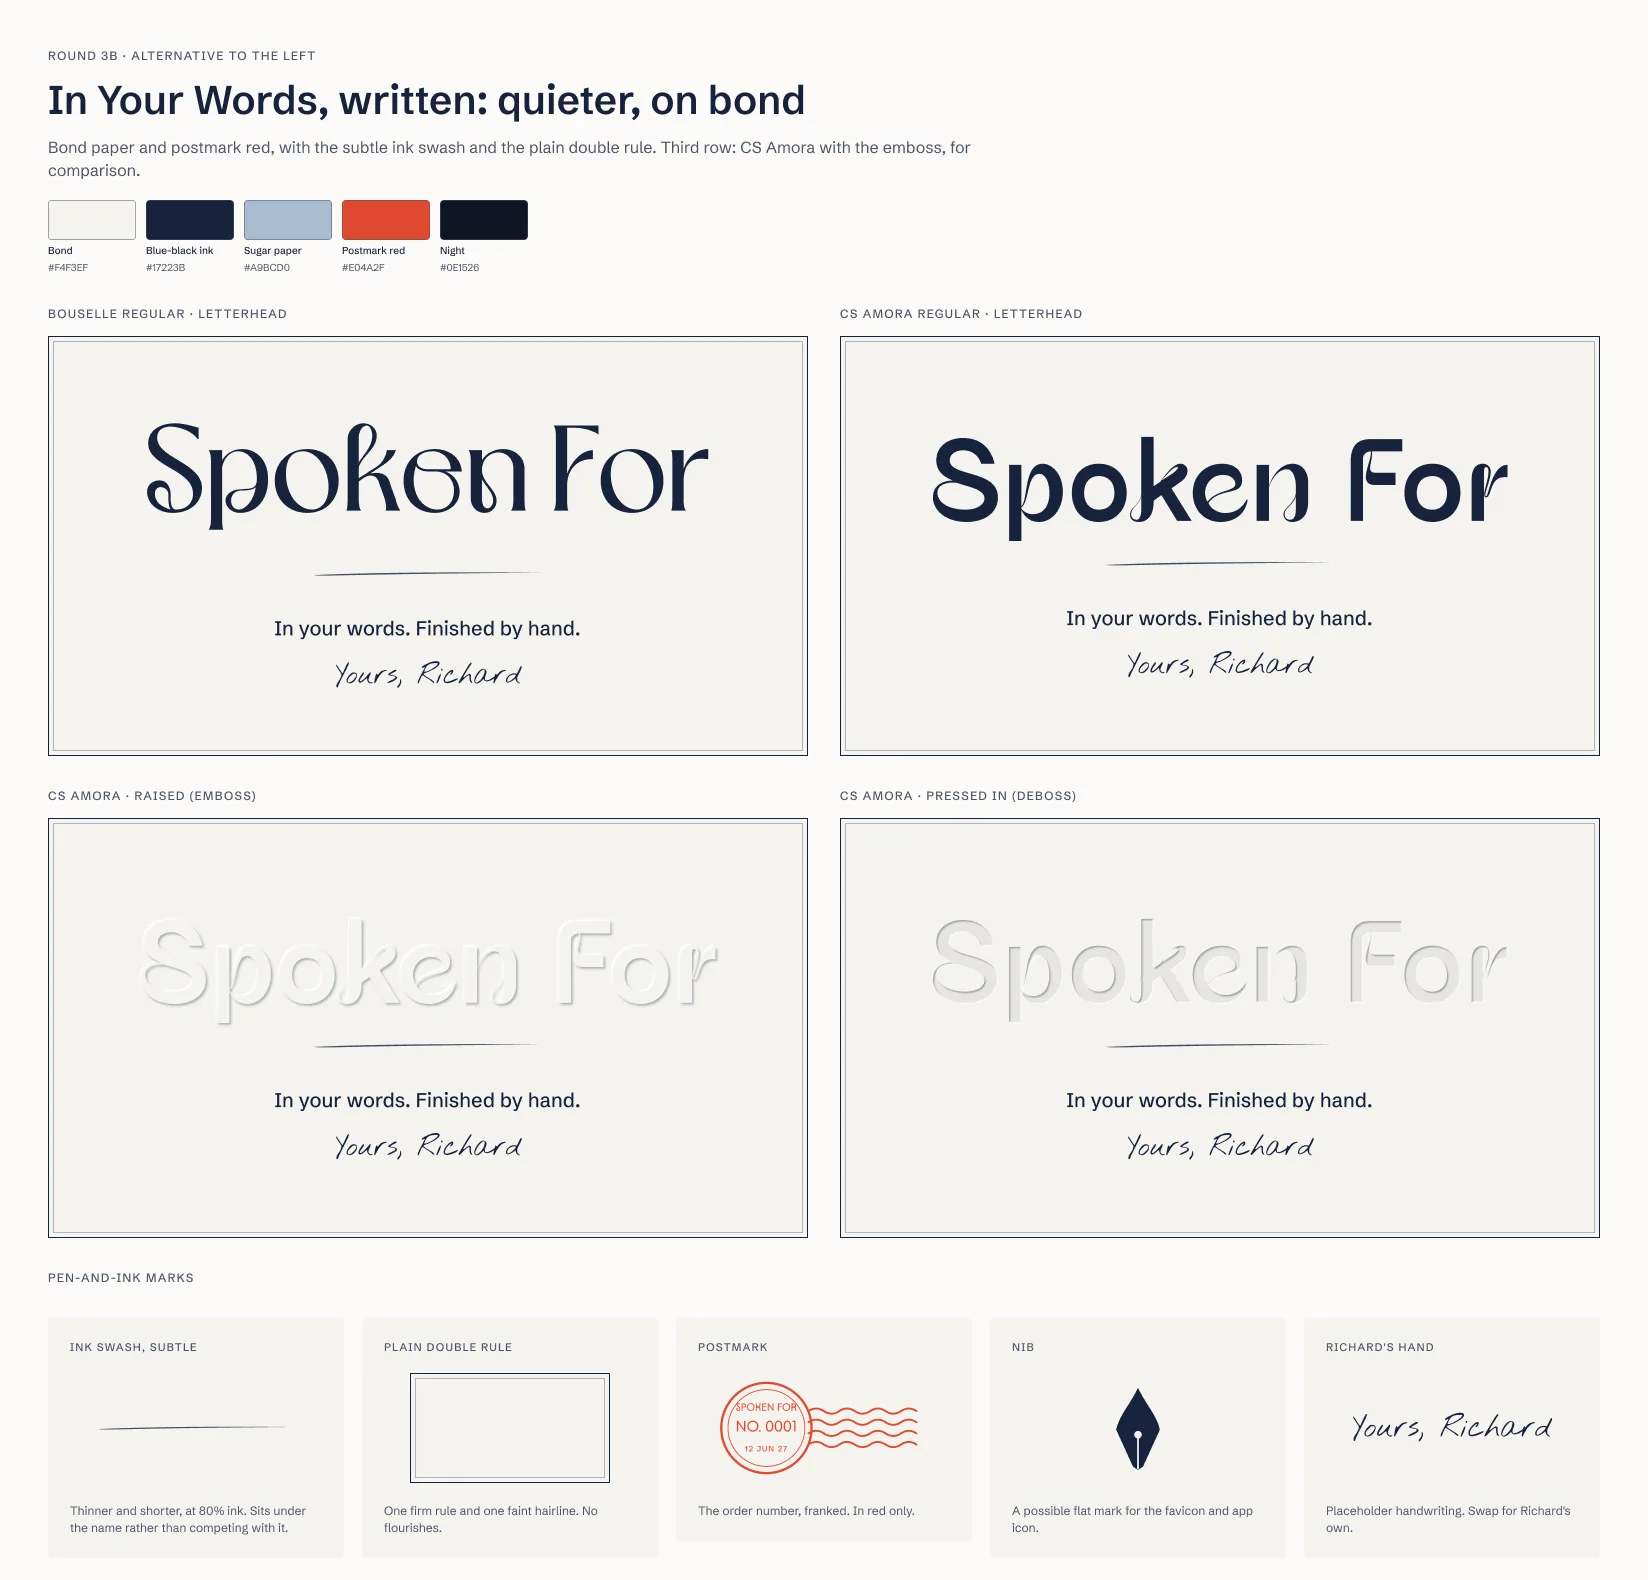 ROUND 3B · ALTERNATIVE TO THE LEFT
In Your Words, written: quieter, on bond
Bond paper and postmark red, with the subtle ink swash and the plain double rule. Third row: CS Amora with the emboss, for
comparison.
Bond
#F4F3EF
Blue-black ink
#17223B
Sugar paper
#A9BCD0
Postmark red
#E04A2F
Night
#0E1526
BOUSELLE REGULAR · LETTERHEAD
Spoken For
In your words. Finished by hand.
Yours, Richard
CS AMORA REGULAR · LETTERHEAD
Spoken For
In your words. Finished by hand.
Yours, Richard
CS AMORA · RAISED (EMBOSS)
Spoken For
In your words. Finished by hand.
Yours, Richard
CS AMORA · PRESSED IN (DEBOSS)
Spoken For
In your words. Finished by hand.
Yours, Richard
PEN-AND-INK MARKS
INK SWASH, SUBTLE
Thinner and shorter, at 80% ink. Sits under
the name rather than competing with it.
PLAIN DOUBLE RULE
One firm rule and one faint hairline. No
flourishes.
POSTMARK
SPOKEN FOR
NO. 0001
12 JUN 27
The order number, franked. In red only.
NIB
A possible flat mark for the favicon and app
icon.
RICHARD'S HAND
Yours, Richard
Placeholder handwriting. Swap for Richard's
own.